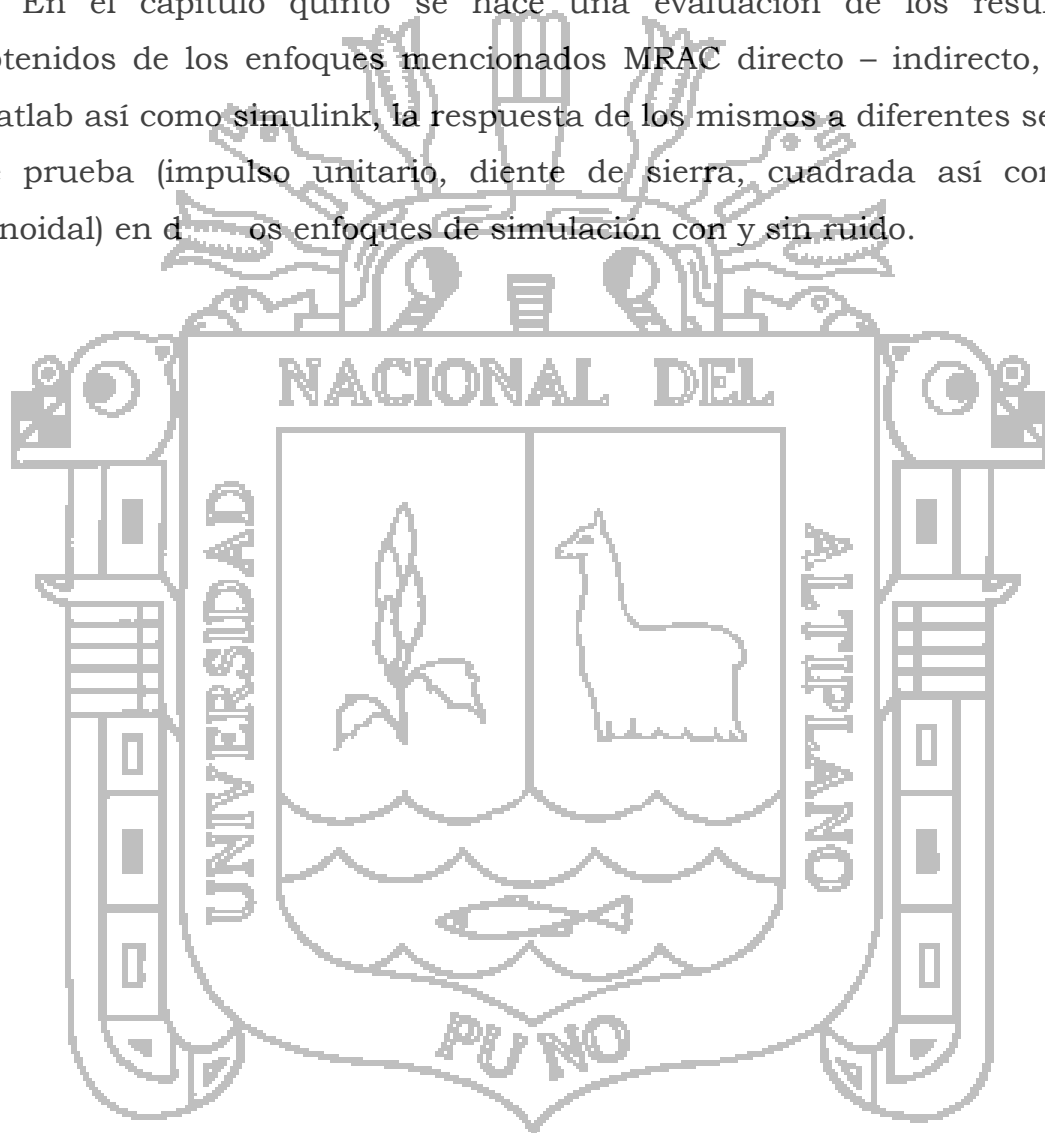 En el capítulo quinto se hace una evaluación de los resul
tenidos de los enfoques mencionados MRAC directo – indirecto,
atlab así como simulink, la respuesta de los mismos a diferentes se
prueba (impulso unitario, diente de sierra, cuadrada así cor
noidal) en d os enfoques de simulación con y sin ruido.
NACIONAL DEL
UNIVERSIDAD
ALTIPLANO
PUNO